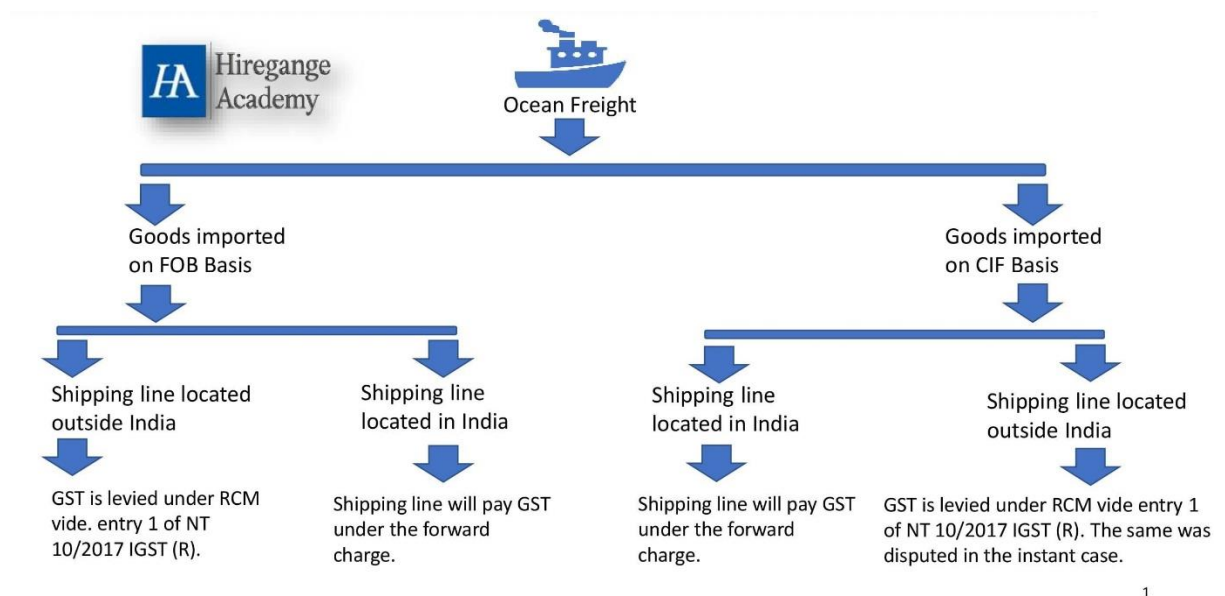 HA
Hiregange
Academy
Ocean Freight
Goods imported
on FOB Basis
Goods imported
on CIF Basis
Shipping line located
outside India
Shipping line
located in India
Shipping line
located in India
Shipping line located
outside India
GST is levied under RCM
vide. entry 1 of NT
10/2017 IGST (R).
Shipping line will pay GST
under the forward
charge.
Shipping line will pay GST
under the forward
charge.
GST is levied under RCM vide entry 1
of NT 10/2017 IGST (R). The same was
disputed in the instant case.
1